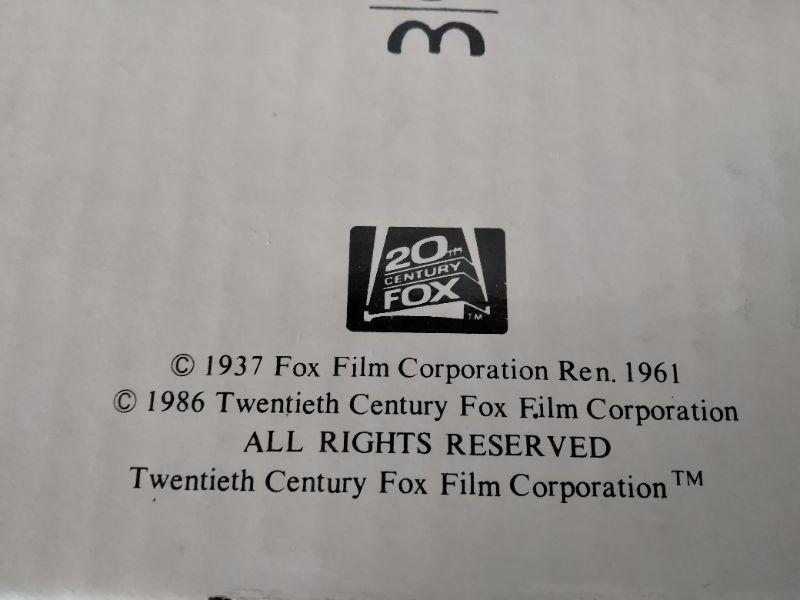 20TH
CENTURY
FOX
TM
© 1937 Fox Film Corporation Ren. 1961
© 1986 Twentieth Century Fox Film Corporation
ALL RIGHTS RESERVED
Twentieth Century Fox Film Corporation™